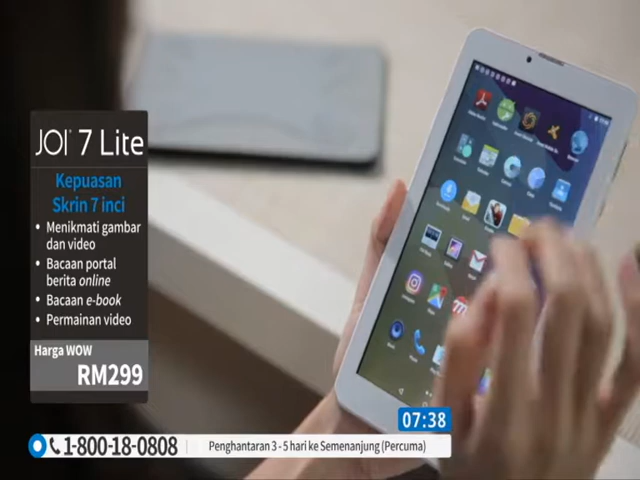 JOI 7 Lite
Kepuasan
Skrin 7 inci
• Menikmati gambar
dan video
• Bacaan portal
berita online
• Bacaan e-book
• Permainan video
Harga WOW
RM299
07:38
1-800-18-0808
Penghantaran 3 - 5 hari ke Semenanjung (Percuma)